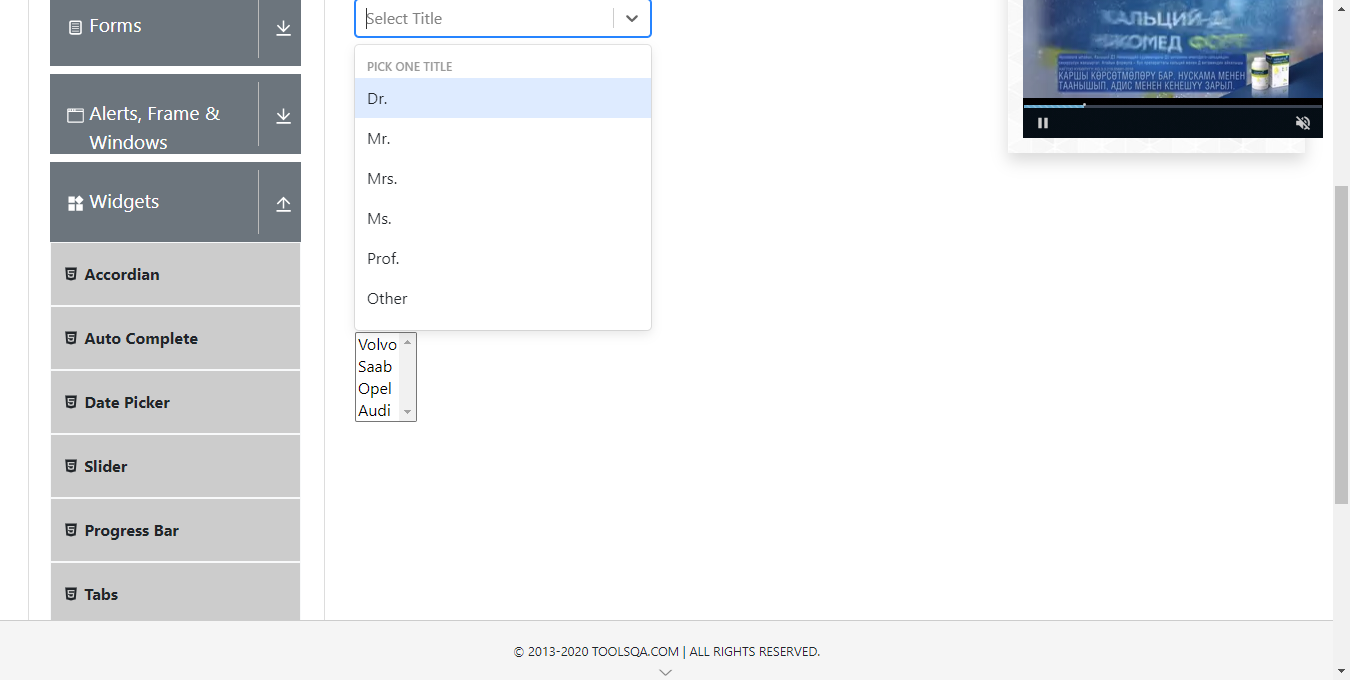 Forms
Alerts, Frame &
Windows
Widgets
Accordian
Auto Complete
Date Picker
Slider
Progress Bar
Tabs
Select Title
PICK ONE TITLE
Dr.
Mr.
Mrs.
Ms.
Prof.
Other
Volvo
Saab
Opel
Audi
КАЛЬЦИЙ-Д
НИКОМЕД ФОРТЕ
КАРШЫ КӨРСӨТМӨЛӨРҮ БАР. НУСКАМА МЕНЕН
ТААНЫШЫП, АДИС МЕНЕН КЕҢЕШҮҮ ЗАРЫЛ.
© 2013-2020 TOOLSQA.COM | ALL RIGHTS RESERVED.